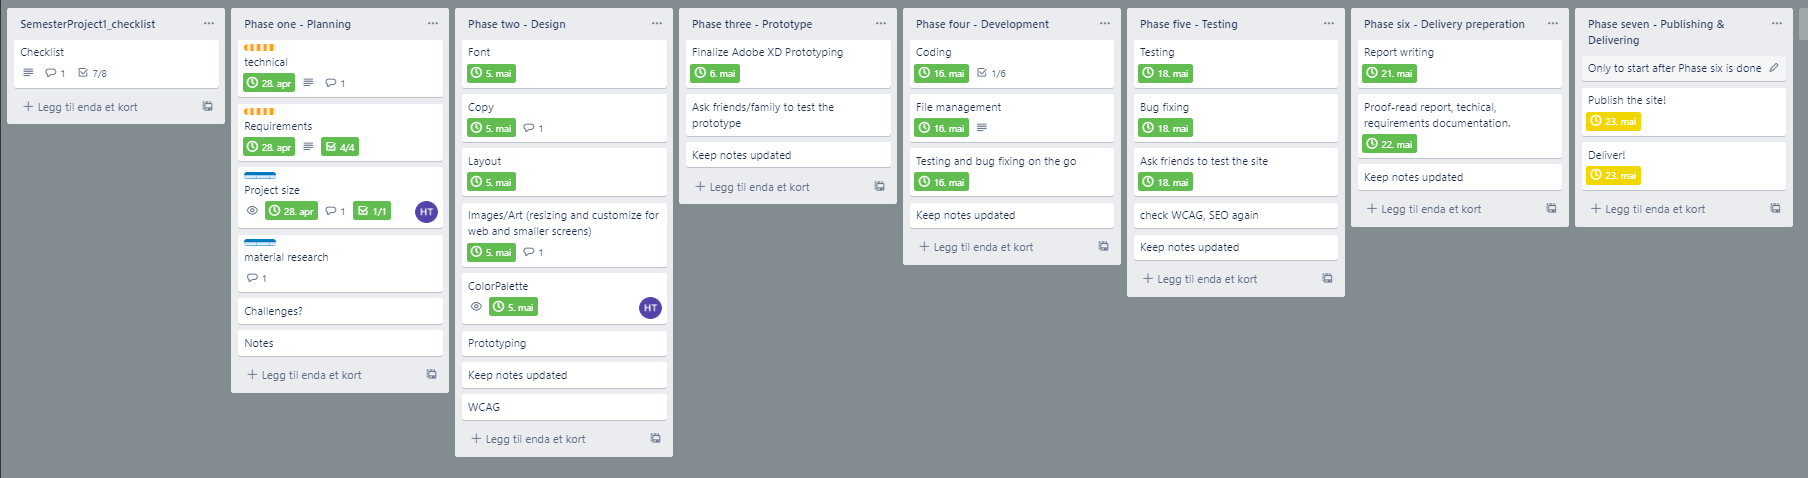 SemesterProject1_checklist
Checklist
1 7/8
+ Legg til enda et kort
Phase one - Planning
technical
28. apr 1
Requirements
28. apr 4/4
Project size
28. apr 1 1/1 HT
material research
1
Challenges?
Notes
+ Legg til enda et kort
Phase two - Design
Font
5. mai
Copy
5. mai 1
Layout
5. mai
Images/Art (resizing and customize for
web and smaller screens)
5. mai 1
ColorPalette
5. mai HT
Prototyping
Keep notes updated
WCAG
+ Legg til enda et kort
Phase three - Prototype
Finalize Adobe XD Prototyping
6. mai
Ask friends/family to test the
prototype
Keep notes updated
+ Legg til enda et kort
Phase four - Development
Coding
16. mai 1/6
File management
16. mai
Testing and bug fixing on the go
16. mai
Keep notes updated
+ Legg til enda et kort
Phase five - Testing
Testing
18. mai
Bug fixing
18. mai
Ask friends to test the site
18. mai
check WCAG, SEO again
Keep notes updated
+ Legg til enda et kort
Phase six - Delivery preperation
Report writing
21. mai
Proof-read report, techical,
requirements documentation.
22. mai
Keep notes updated
+ Legg til enda et kort
Phase seven - Publishing &
Delivering
Only to start after Phase six is done
Publish the site!
23. mai
Deliver!
23. mai
+ Legg til enda et kort